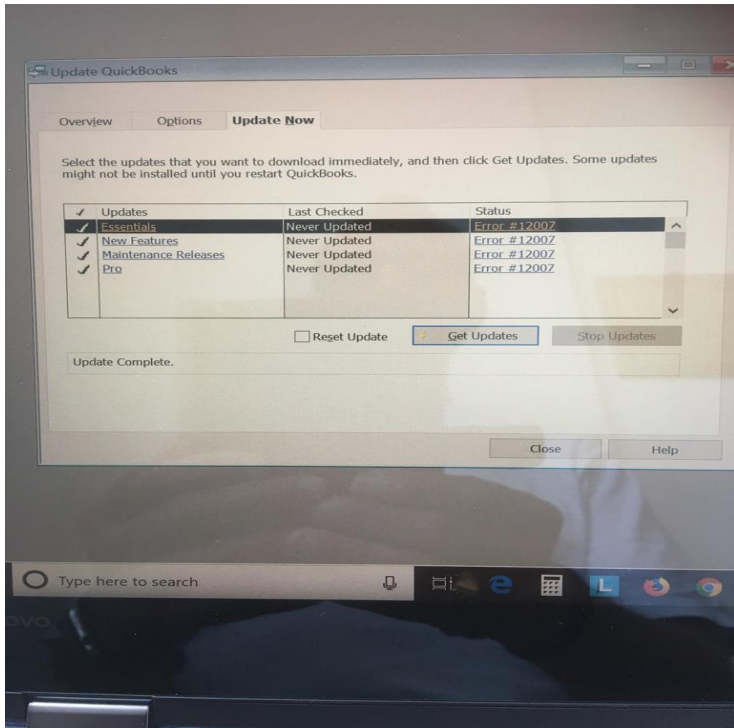 Update QuickBooks
Overview Options Update Now
Select the updates that you want to download immediately, and then click Get Updates. Some updates
might not be installed until you restart QuickBooks.
✓ Updates Last Checked Status
✓ Essentials Never Updated Error #12007
✓ New Features Never Updated Error #12007
✓ Maintenance Releases Never Updated Error #12007
✓ Pro Never Updated Error #12007
Reset Update Get Updates Stop Updates
Update Complete.
Close Help
Type here to search
L
ovo